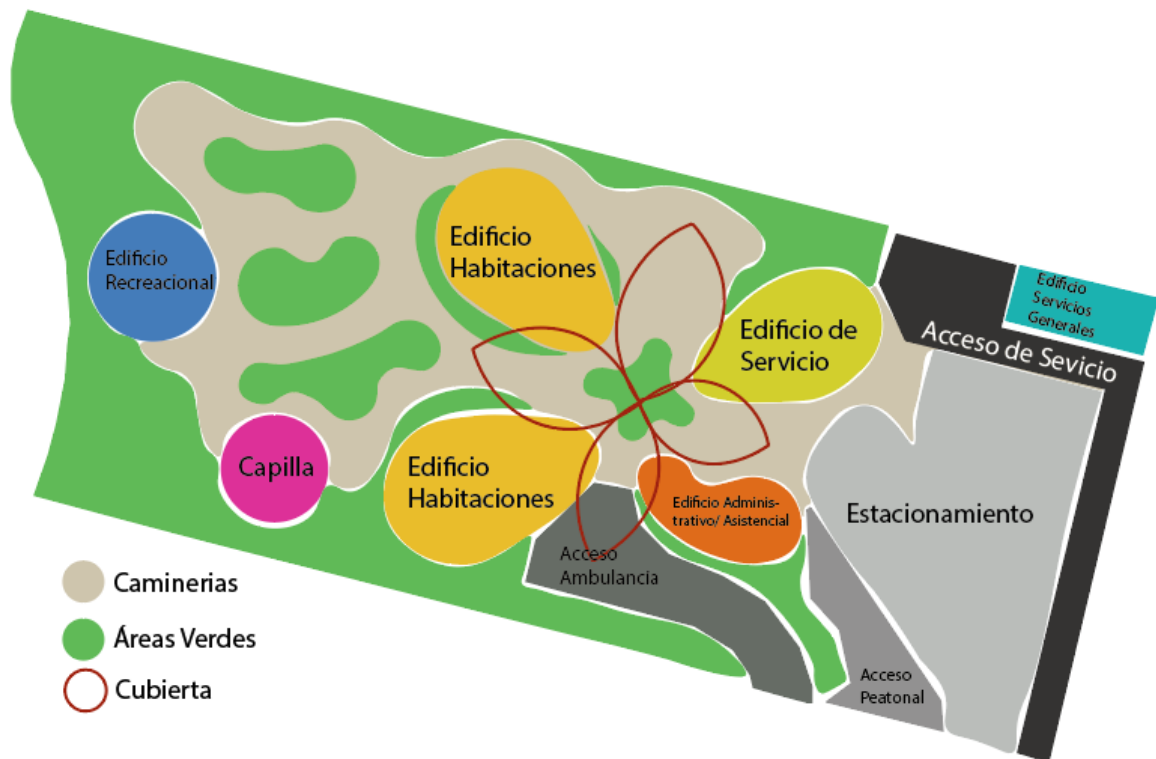 Edificio
Habitaciones
Edificio
Recreacional
Edificio
Servicios
Generales
Edificio de
Servicio
Acceso de Sevicio
Capilla
Edificio
Habitaciones
Edificio Adminis-
trativo/ Asistencial
Estacionamiento
Acceso
Ambulancia
Acceso
Peatonal
Caminerias
Áreas Verdes
Cubierta